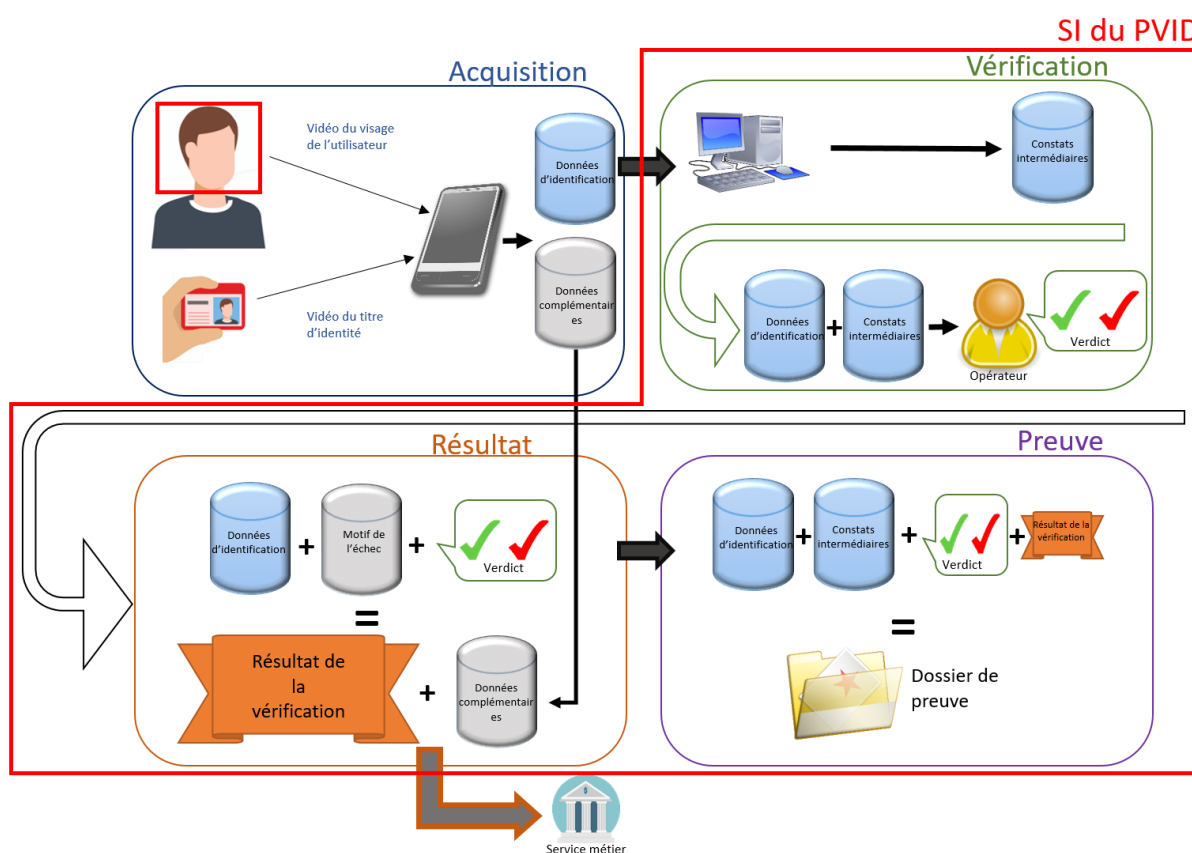 SI du PVID
Acquisition
Vérification
Vidéo du visage
de l'utilisateur
Données
d'identification
Constats
intermédiaires
Données
complémentair
es
Vidéo du titre
d'identité
Données
d'identification
+
Constats
intermédiaires
Verdict
Opérateur
Résultat
Preuve
Données
d'identification
+
Motif de
l'échec
+
Verdict
=
Résultat de
la
vérification
+
Données
complémentair
es
Données
d'identification
+
Constats
intermédiaires
+
Verdict
+
Résultat de la
vérification
=
Dossier de
preuve
Service métier